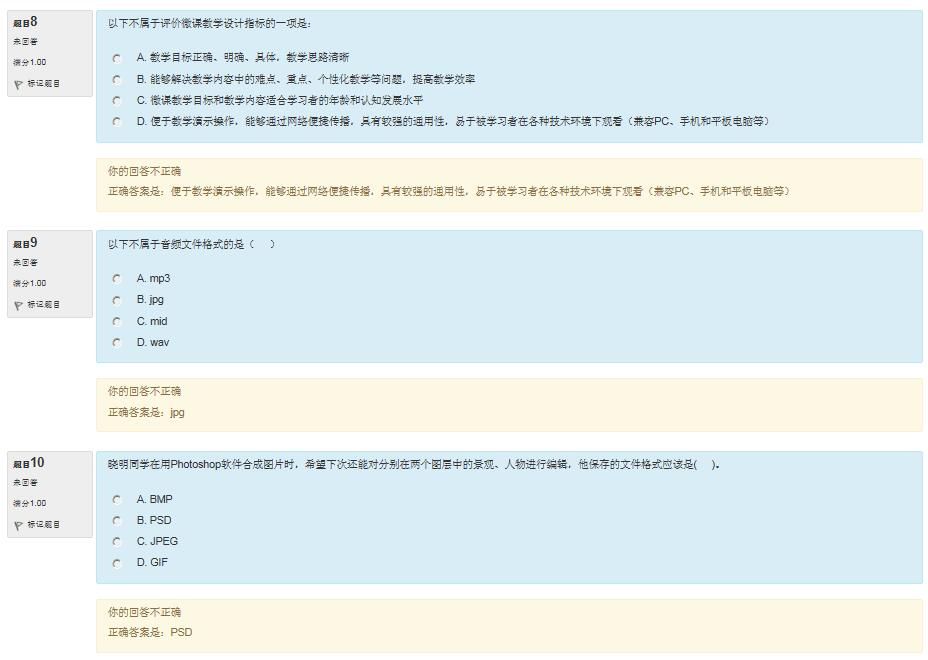 题目8
未回答
满分1.00
标记题目
以下不属于评价微课教学设计指标的一项是:
A. 教学目标正确、明确、具体，教学思路清晰
B. 能够解决教学内容中的难点、重点、个性化教学等问题，提高教学效率
C. 微课教学目标和教学内容适合学习者的年龄和认知发展水平
D. 便于教学演示操作，能够通过网络便捷传播，具有较强的通用性，易于被学习者在各种技术环境下观看（兼容PC、手机和平板电脑等）
你的回答不正确
正确答案是：便于教学演示操作，能够通过网络便捷传播，具有较强的通用性，易于被学习者在各种技术环境下观看（兼容PC、手机和平板电脑等）
题目9
未回答
满分1.00
标记题目
以下不属于音频文件格式的是（　　）
A. mp3
B. jpg
C. mid
D. wav
你的回答不正确
正确答案是：jpg
题目10
未回答
满分1.00
标记题目
晓明同学在用Photoshop软件合成图片时，希望下次还能对分别在两个图层中的景观、人物进行编辑，他保存的文件格式应该是(　　)。
A. BMP
B. PSD
C. JPEG
D. GIF
你的回答不正确
正确答案是：PSD